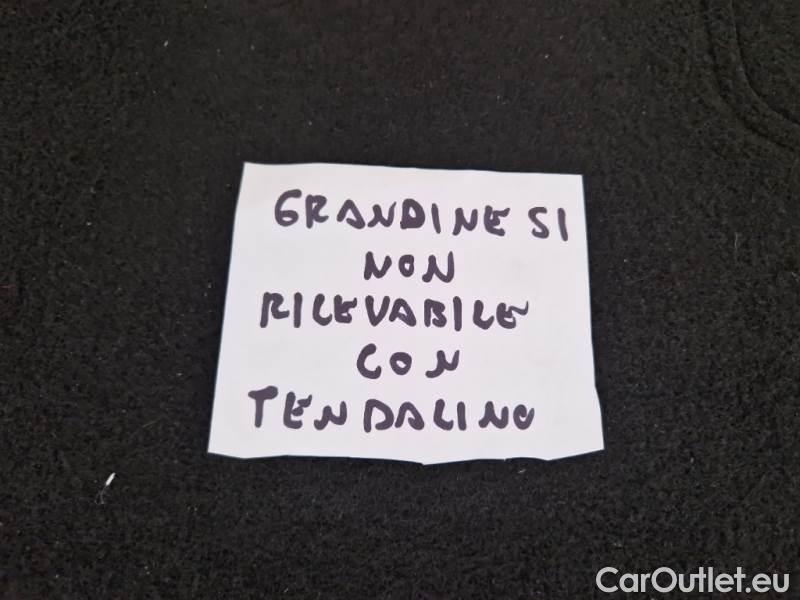 GRANDINE SI
NON
RILEVABILE
CON
TENDALINO
CarOutlet.eu